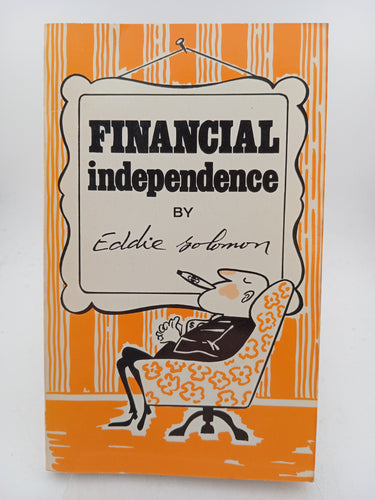 FINANCIAL
independence
BY
Eddie Solomon